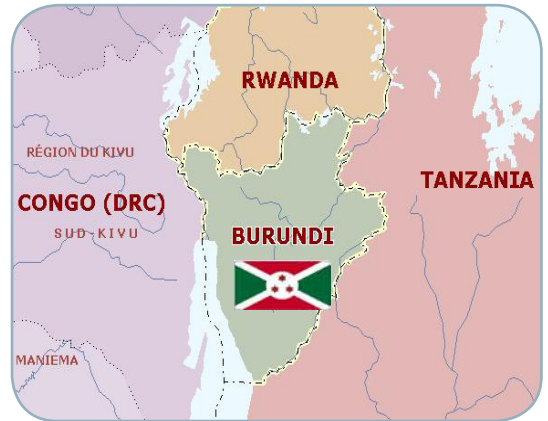 RWANDA
RÉGION DU KIVU
TANZANIA
CONGO (DRC)
SUD-KIVU
BURUNDI
MANIEMA